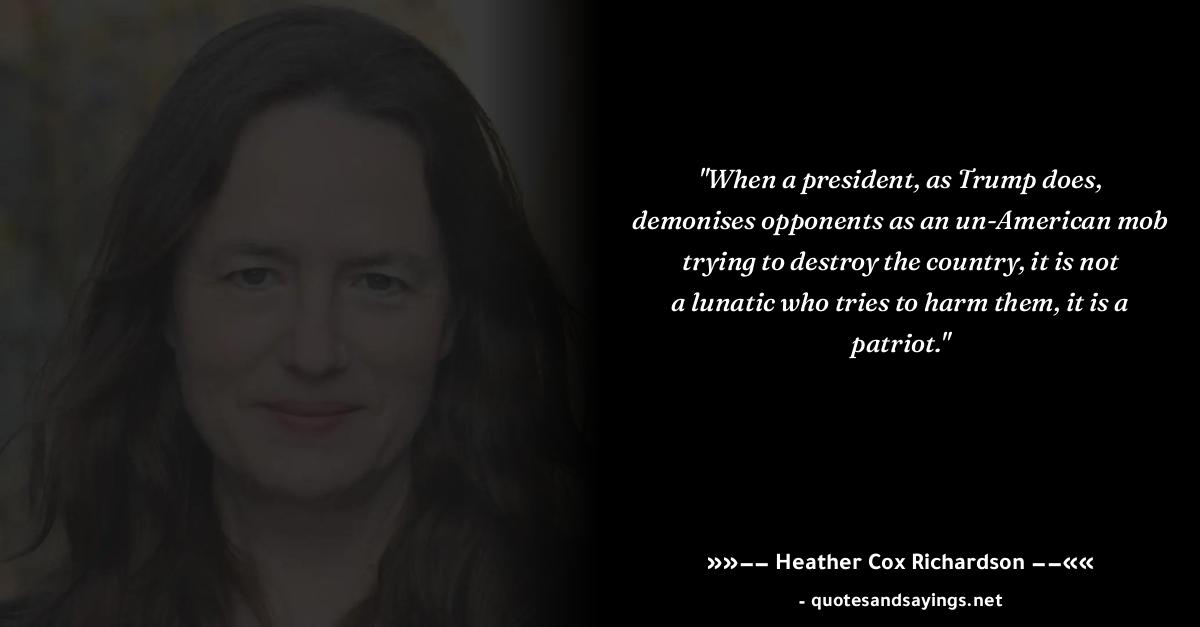 "When a president, as Trump does,
demonises opponents as an un-American mob
trying to destroy the country, it is not
a lunatic who tries to harm them, it is a
patriot."
»»−− Heather Cox Richardson −−««
- quotesandsayings.net